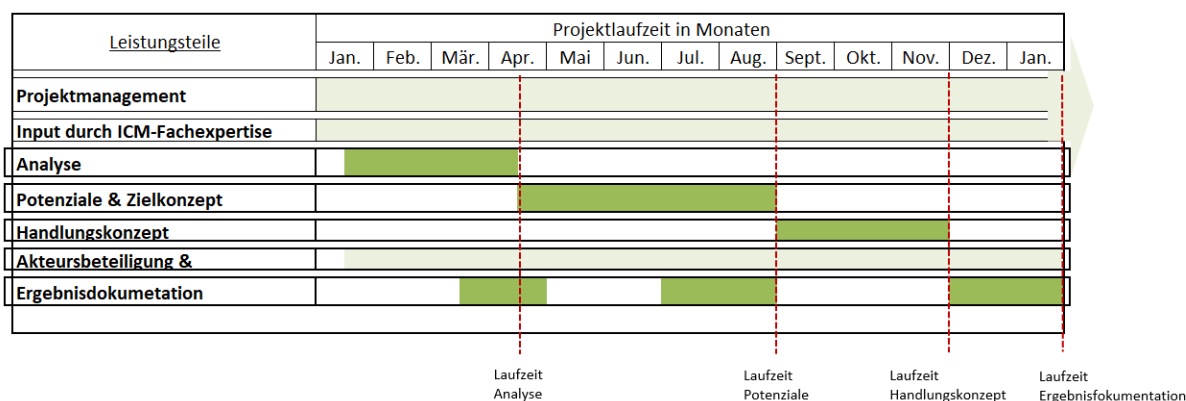 Leistungsteile
Projektlaufzeit in Monaten
Jan. Feb. Mär. Apr. Mai Jun. Jul. Aug. Sept. Okt. Nov. Dez. Jan.
Projektmanagement
Input durch ICM-Fachexpertise
Analyse
Potenziale & Zielkonzept
Handlungskonzept
Akteursbeteiligung &
Ergebnisdokumetation
Laufzeit
Analyse
Laufzeit
Potenziale
Laufzeit
Handlungskonzept
Laufzeit
Ergebnisfokumentation